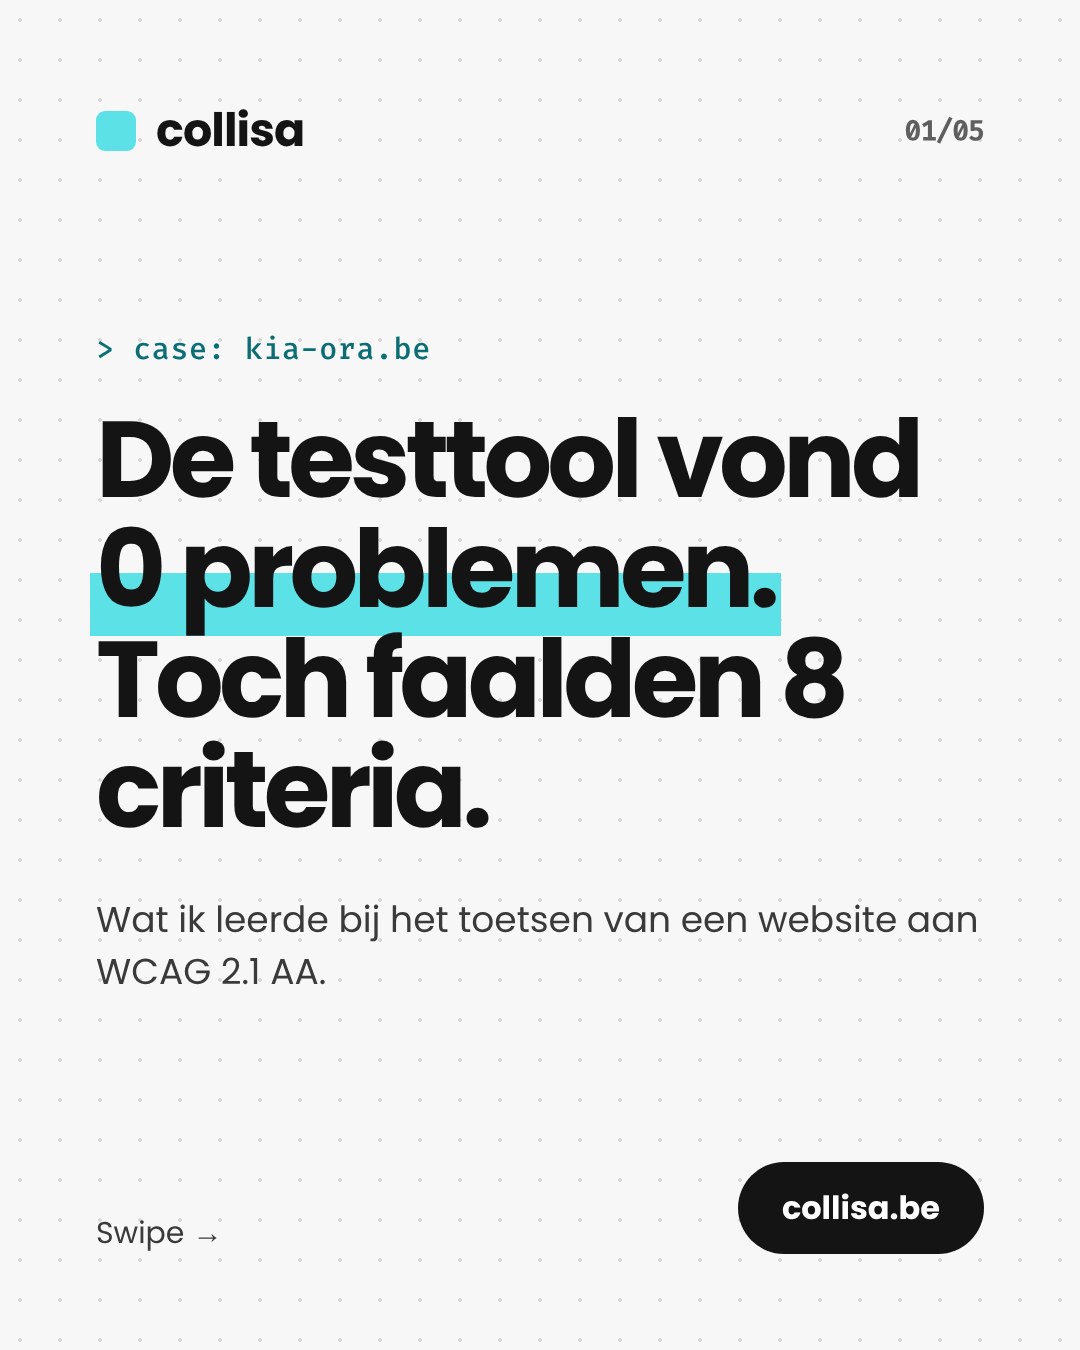 collisa
01/05
> case: kia-ora.be
De testtool vond
0 problemen.
Toch faalden 8
criteria.
Wat ik leerde bij het toetsen van een website aan
WCAG 2.1 AA.
Swipe →
collisa.be